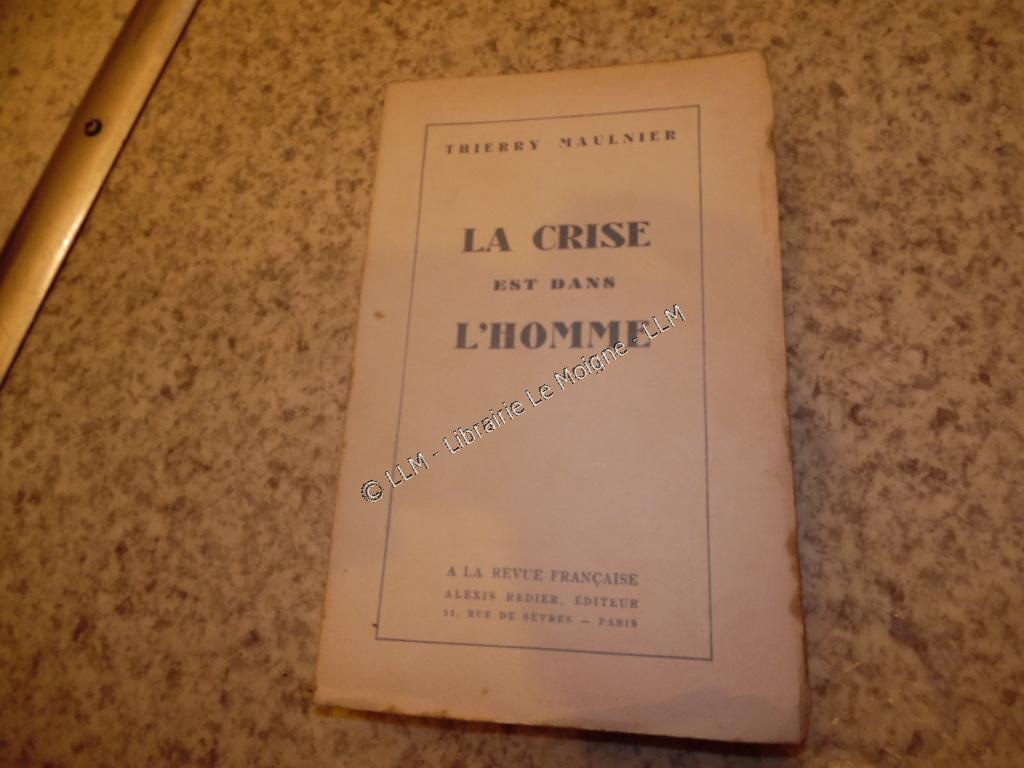 THIERRY MAULNIER
LA CRISE
EST DANS
L'HOMME
© LLM - Librairie Le Moigne - LLM
A LA REVUE FRANÇAISE
ALEXIS REDIER, ÉDITEUR
11, RUE DE SÈVRES — PARIS